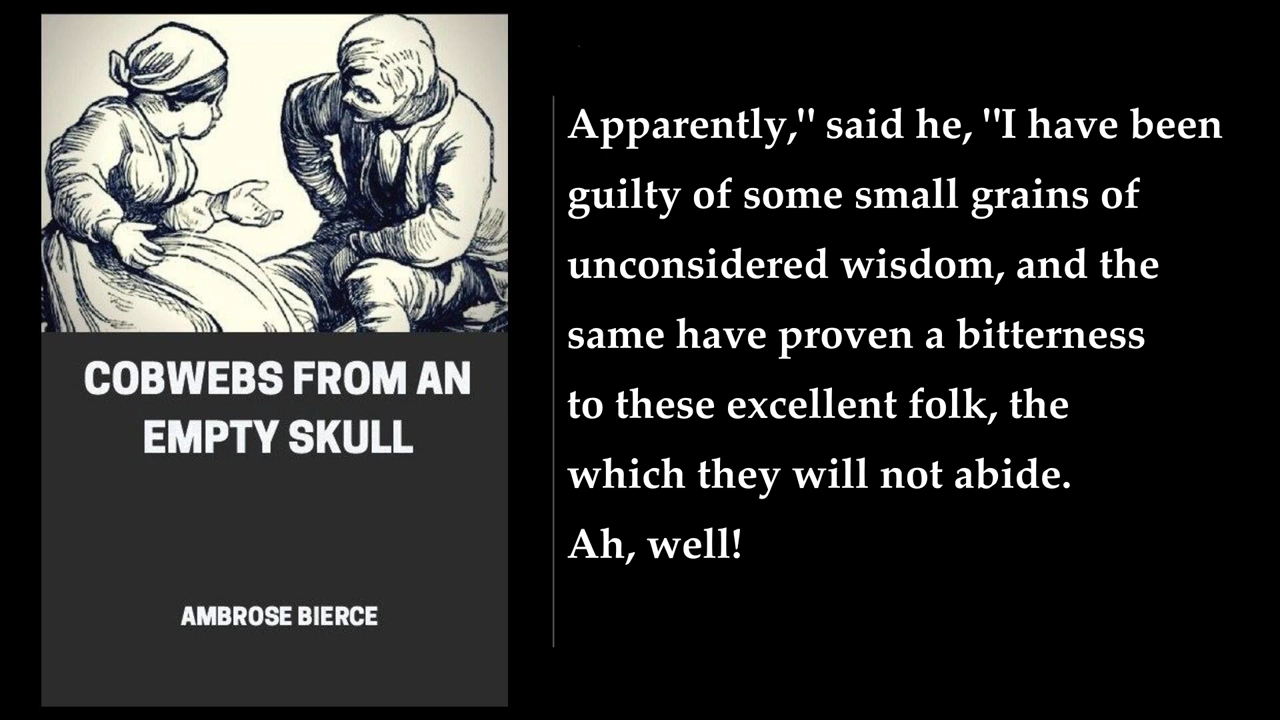 COBWEBS FROM AN
EMPTY SKULL
AMBROSE BIERCE
Apparently," said he, "I have been
guilty of some small grains of
unconsidered wisdom, and the
same have proven a bitterness
to these excellent folk, the
which they will not abide.
Ah, well!